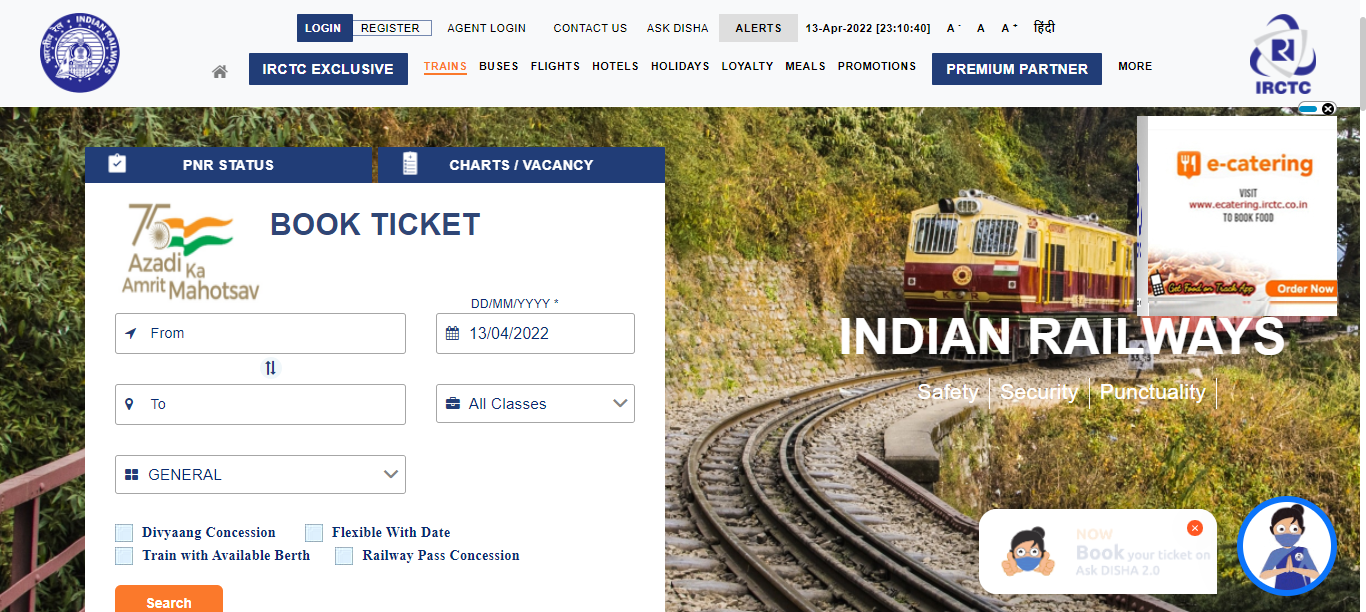 LOGIN REGISTER AGENT LOGIN CONTACT US ASK DISHA ALERTS 13-Apr-2022 [23:10:40] A - A A + हिंदी
भारतीय रेल INDIAN RAILWAYS
IRCTC EXCLUSIVE TRAINS BUSES FLIGHTS HOTELS HOLIDAYS LOYALTY MEALS PROMOTIONS PREMIUM PARTNER MORE
IRCTC
PNR STATUS CHARTS / VACANCY
75
Azadi Ka
Amrit Mahotsav
BOOK TICKET
DD/MM/YYYY *
From 13/04/2022
To All Classes
GENERAL
Divyaang Concession Flexible With Date
Train with Available Berth Railway Pass Concession
Search
e-catering
VISIT
www.ecatering.irctc.co.in
TO BOOK FOOD
Get Food on Track App Order Now
INDIAN RAILWAYS
Safety Security Punctuality
NOW
Book your ticket on
Ask DISHA 2.0